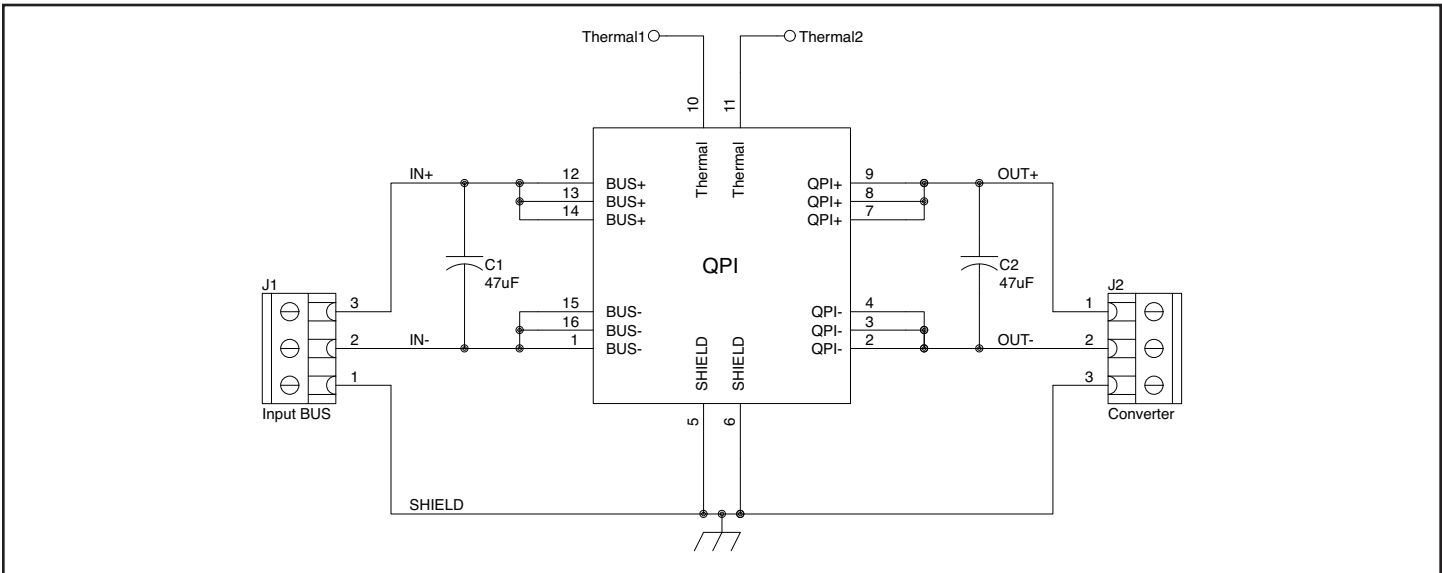 Thermal1
Thermal2
10
11
Thermal
Thermal
IN+
12
BUS+
13
BUS+
14
BUS+
QPI+
9
OUT+
QPI+
8
QPI+
7
QPI
C1
47uF
C2
47uF
J1
3
2
1
Input BUS
IN-
15
BUS-
16
BUS-
1
BUS-
QPI-
4
QPI-
3
QPI-
2
OUT-
J2
1
2
3
Converter
SHIELD
SHIELD
5
6
SHIELD